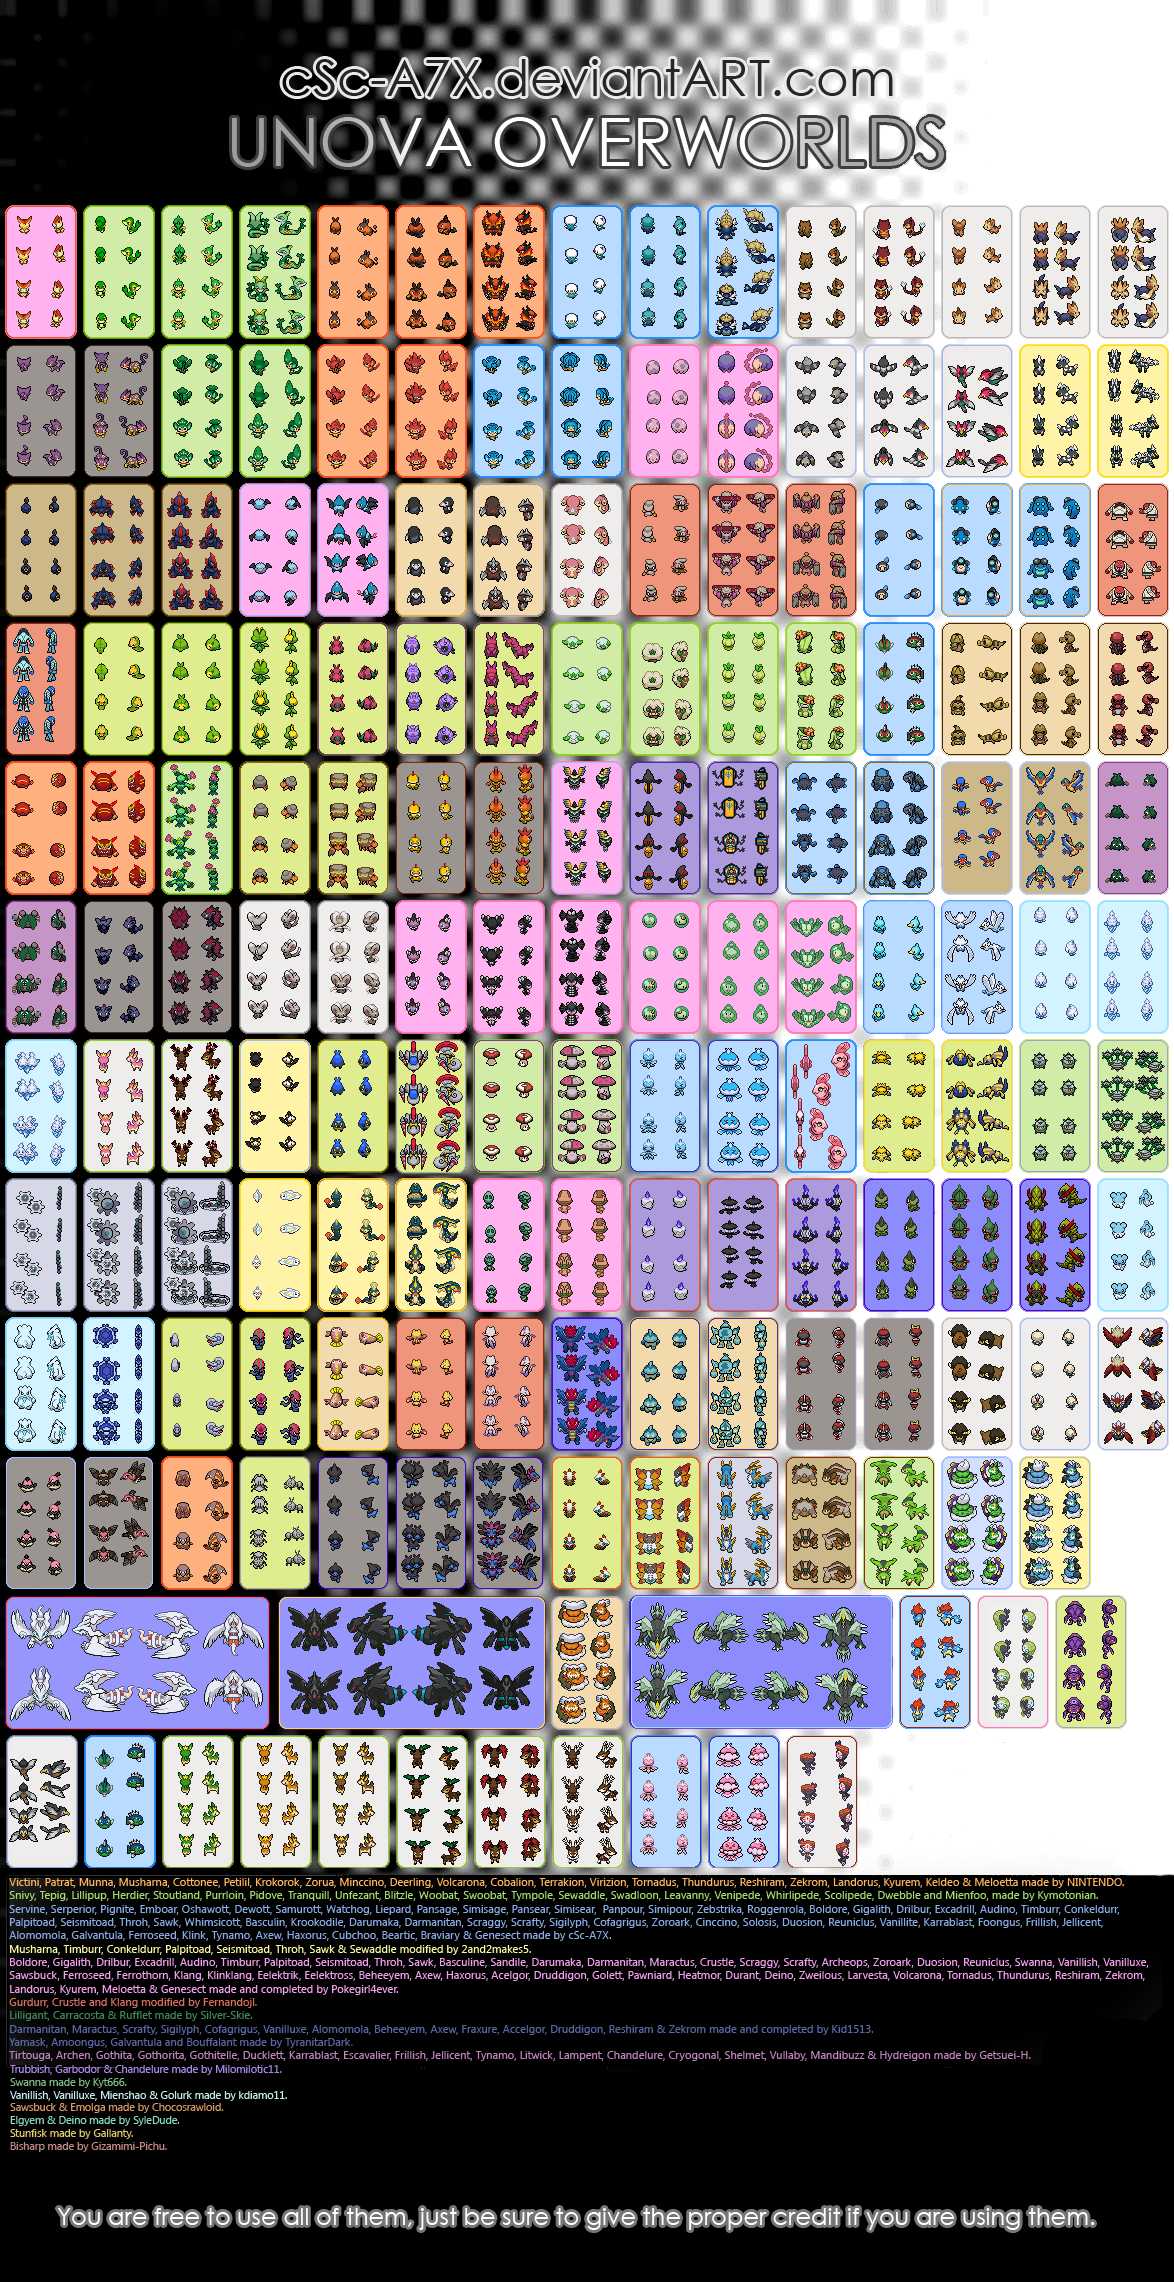 cSc-A7X.deviantART.com
UNOVA OVERWORLDS
Victini, Patrat, Munna, Musharna, Cottonee, Petilil, Krokorok, Zorua, Minccino, Deerling, Volcarona, Cobalion, Terrakion, Virizion, Tornadus, Thundurus, Reshiram, Zekrom, Landorus, Kyurem, Keldeo & Meloetta made by NINTENDO.
Snivy, Tepig, Lillipup, Herdier, Stoutland, Purrloin, Pidove, Tranquill, Unfezant, Blitzle, Woobat, Swoobat, Tympole, Sewaddle, Swadloon, Leavanny, Venipede, Whirlipede, Scolipede, Dwebble and Mienfoo, made by Kymotonian.
Servine, Serperior, Pignite, Emboar, Oshawott, Dewott, Samurott, Watchog, Liepard, Pansage, Simisage, Pansear, Simisear, Panpour, Simipour, Zebstrika, Roggenrola, Boldore, Gigalith, Drilbur, Excadrill, Audino, Timburr, Conkeldurr,
Palpitoad, Seismitoad, Throh, Sawk, Whimsicott, Basculin, Krookodile, Darumaka, Darmanitan, Scraggy, Scrafty, Sigilyph, Cofagrigus, Zoroark, Cinccino, Solosis, Duosion, Reuniclus, Vanillite, Karrablast, Foongus, Frillish, Jellicent,
Alomomola, Galvantula, Ferroseed, Klink, Tynamo, Axew, Haxorus, Cubchoo, Beartic, Braviary & Genesect made by cSc-A7X.
Musharna, Timburr, Conkeldurr, Palpitoad, Seismitoad, Throh, Sawk & Sewaddle modified by 2and2makes5.
Boldore, Gigalith, Drilbur, Excadrill, Audino, Timburr, Palpitoad, Seismitoad, Throh, Sawk, Basculine, Sandile, Darumaka, Darmanitan, Maractus, Crustle, Scraggy, Scrafty, Archeops, Zoroark, Duosion, Reuniclus, Swanna, Vanillish, Vanilluxe,
Sawsbuck, Ferroseed, Ferrothorn, Klang, Klinklang, Eelektrik, Eelektross, Beheeyem, Axew, Haxorus, Acelgor, Druddigon, Golett, Pawniard, Heatmor, Durant, Deino, Zweilous, Larvesta, Volcarona, Tornadus, Thundurus, Reshiram, Zekrom,
Landorus, Kyurem, Meloetta & Genesect made and completed by Pokegirl4ever.
Gurdurr, Crustle and Klang modified by Fernandojl.
Lilligant, Carracosta & Rufflet made by Silver-Skie.
Darmanitan, Maractus, Scrafty, Sigilyph, Cofagrigus, Vanilluxe, Alomomola, Beheeyem, Axew, Fraxure, Accelgor, Druddigon, Reshiram & Zekrom made and completed by Kid1513.
Yamask, Amoongus, Galvantula and Bouffalant made by TyranitarDark.
Tirtouga, Archen, Gothita, Gothorita, Gothitelle, Ducklett, Karrablast, Escavalier, Frillish, Jellicent, Tynamo, Litwick, Lampent, Chandelure, Cryogonal, Shelmet, Vullaby, Mandibuzz & Hydreigon made by Getsuei-H.
Trubbish, Garbodor & Chandelure made by Milomilotic11.
Swanna made by Kyt666.
Vanillish, Vanilluxe, Mienshao & Golurk made by kdiamo11.
Sawsbuck & Emolga made by Chocosrawloid.
Elgyem & Deino made by SyleDude.
Stunfisk made by Gallanty.
Bisharp made by Gizamimi-Pichu.
You are free to use all of them, just be sure to give the proper credit if you are using them.